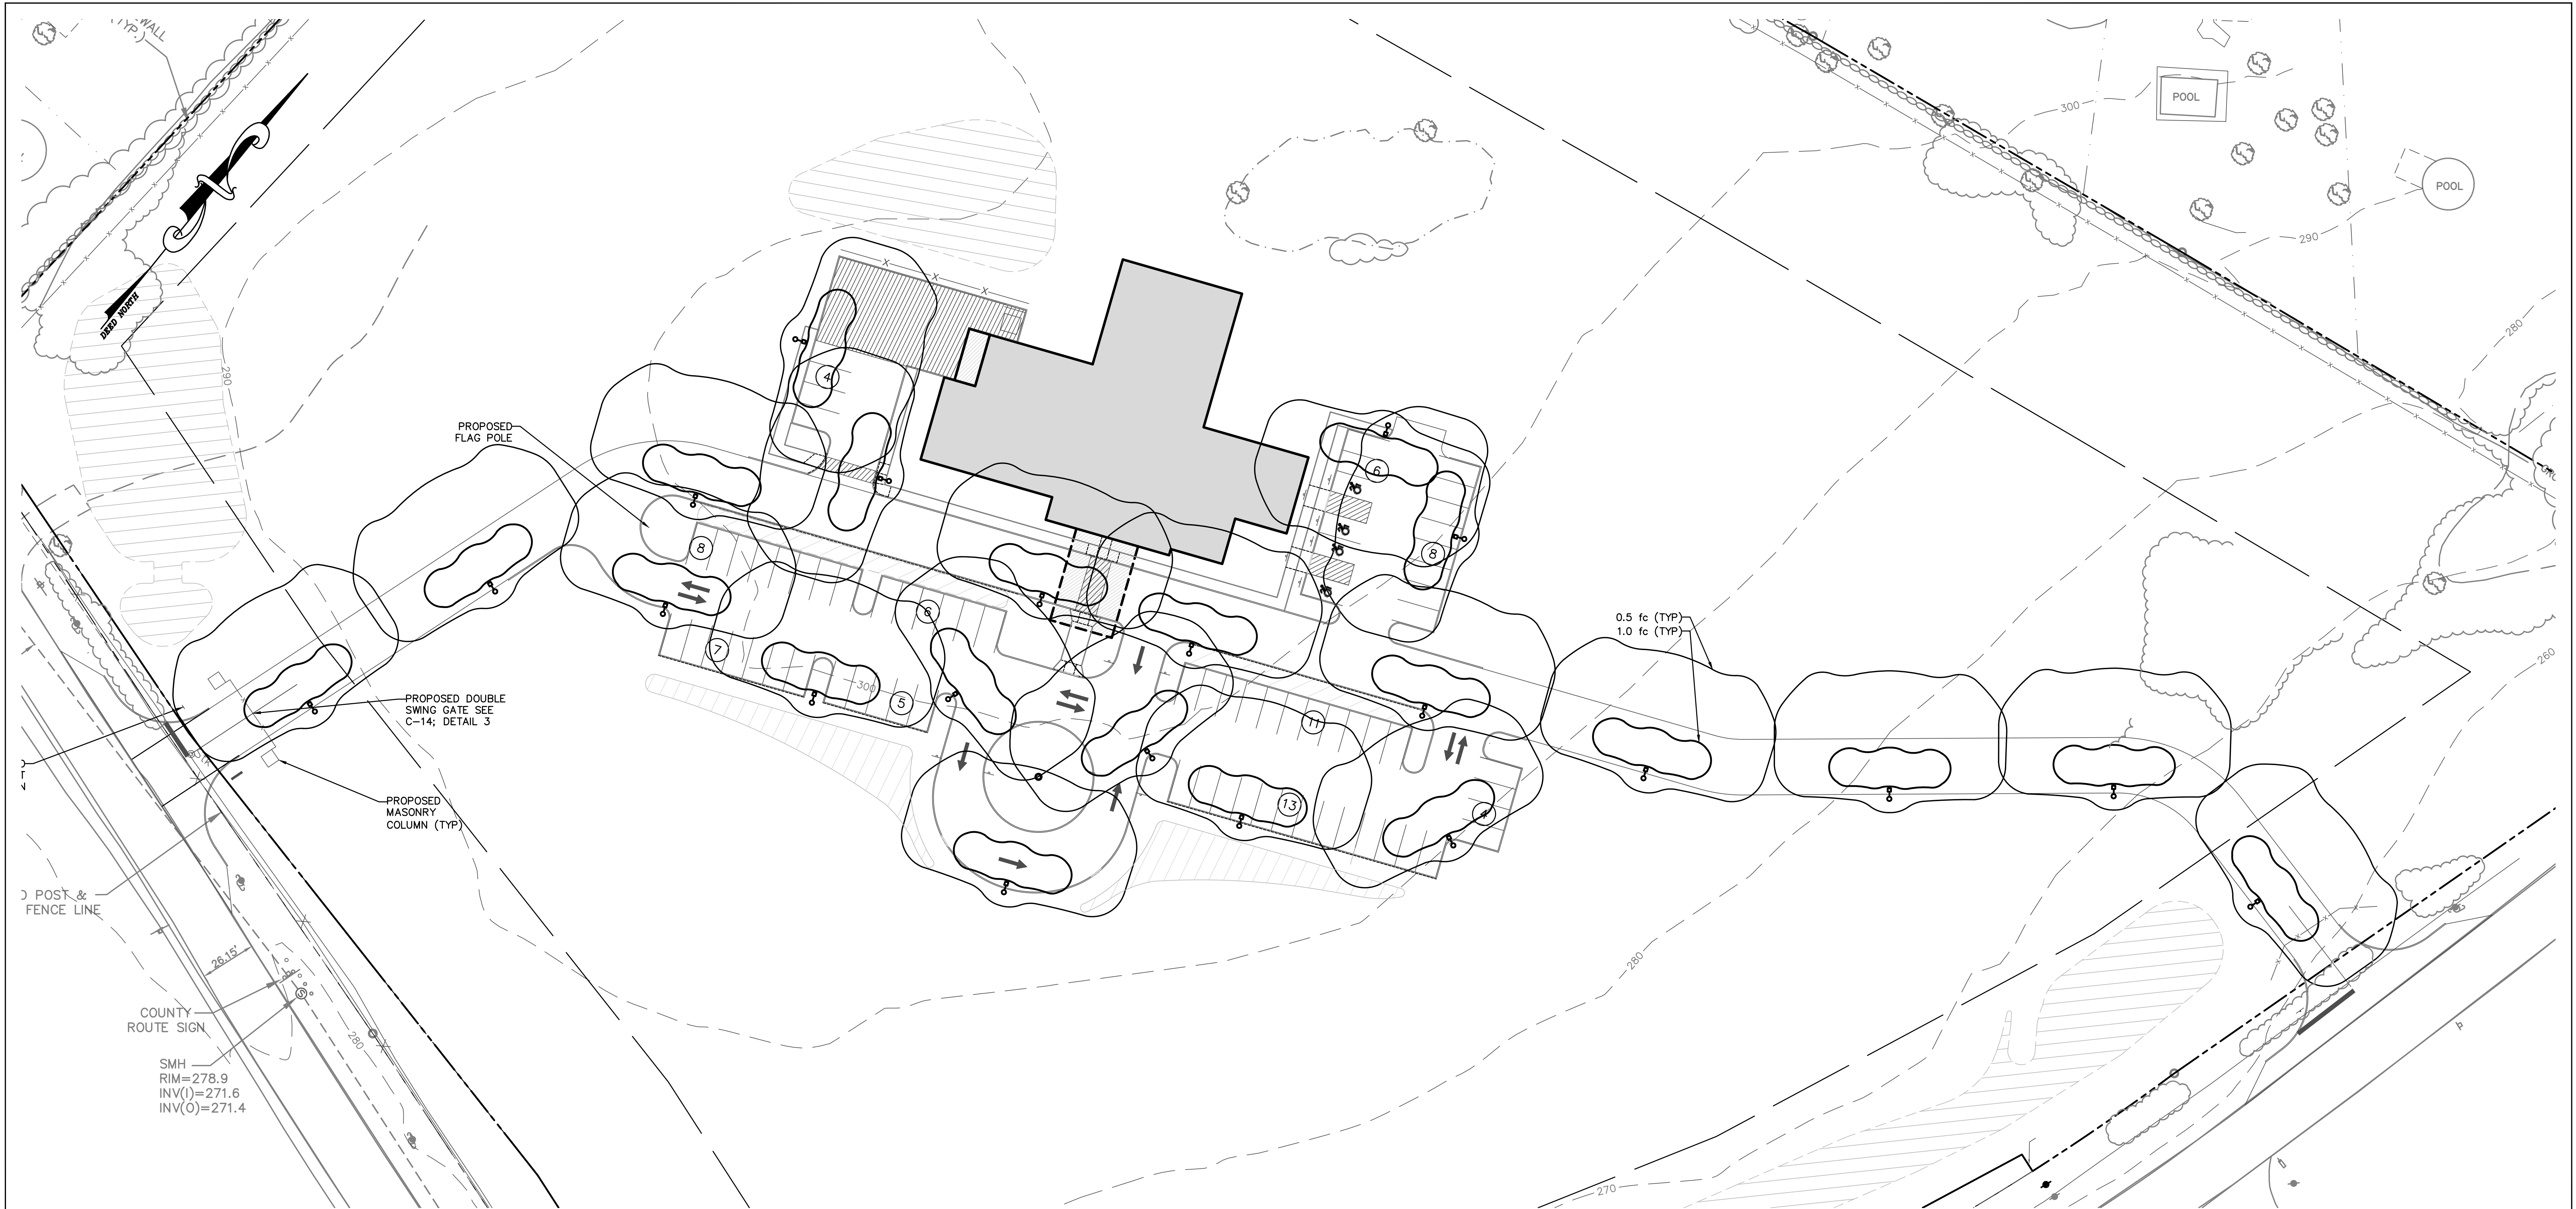 WALL
(TYP.)
DEED NORTH
POOL
POOL
300
290
280
260
290
PROPOSED
FLAG POLE
4
6
8
8
6
7
5
300
11
13
4
0.5 fc (TYP)
1.0 fc (TYP)
PROPOSED DOUBLE
SWING GATE SEE
C-14; DETAIL 3
PROPOSED
MASONRY
COLUMN (TYP)
POST &
FENCE LINE
26.15'
COUNTY
ROUTE SIGN
S
SMH
RIM=278.9
INV(I)=271.6
INV(O)=271.4
280
280
270